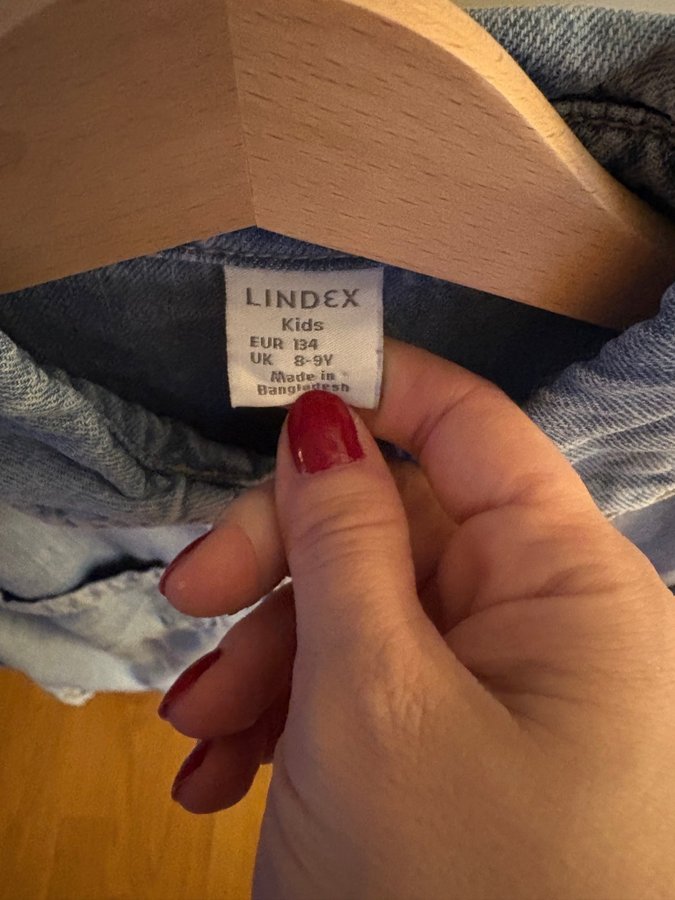 LINDEX
Kids
EUR 134
UK 8-9Y
Made in
Bangladesh